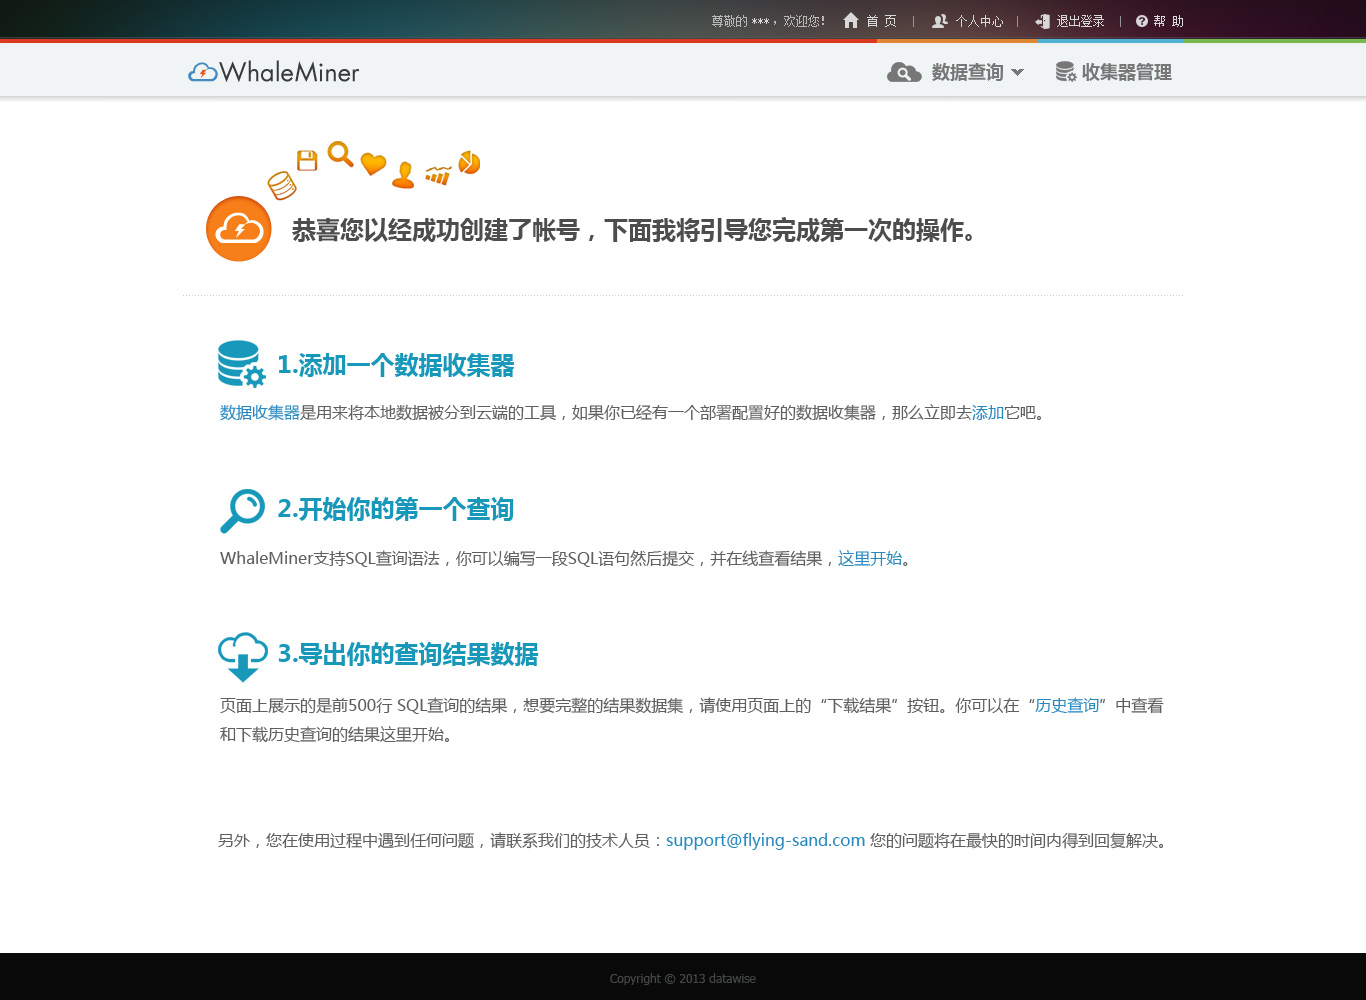 尊敬的 ***，欢迎您！ 首 页 | 个人中心 | 退出登录 | 帮 助
WhaleMiner 数据查询 收集器管理
恭喜您以经成功创建了帐号，下面我将引导您完成第一次的操作。
1.添加一个数据收集器
数据收集器是用来将本地数据被分到云端的工具，如果你已经有一个部署配置好的数据收集器，那么立即去添加它吧。
2.开始你的第一个查询
WhaleMiner支持SQL查询语法，你可以编写一段SQL语句然后提交，并在线查看结果，这里开始。
3.导出你的查询结果数据
页面上展示的是前500行 SQL查询的结果，想要完整的结果数据集，请使用页面上的“下载结果”按钮。你可以在“历史查询”中查看
和下载历史查询的结果这里开始。
另外，您在使用过程中遇到任何问题，请联系我们的技术人员：support@flying-sand.com 您的问题将在最快的时间内得到回复解决。
Copyright © 2013 datawise